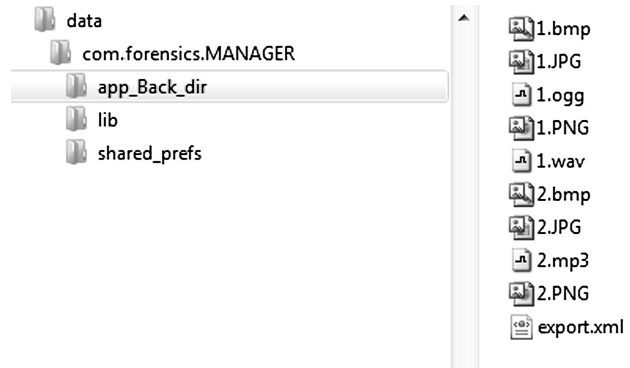 data
com.forensics.MANAGER
app_Back_dir
lib
shared_prefs
1.bmp
1.JPG
1.ogg
1.PNG
1.wav
2.bmp
2.JPG
2.mp3
2.PNG
export.xml